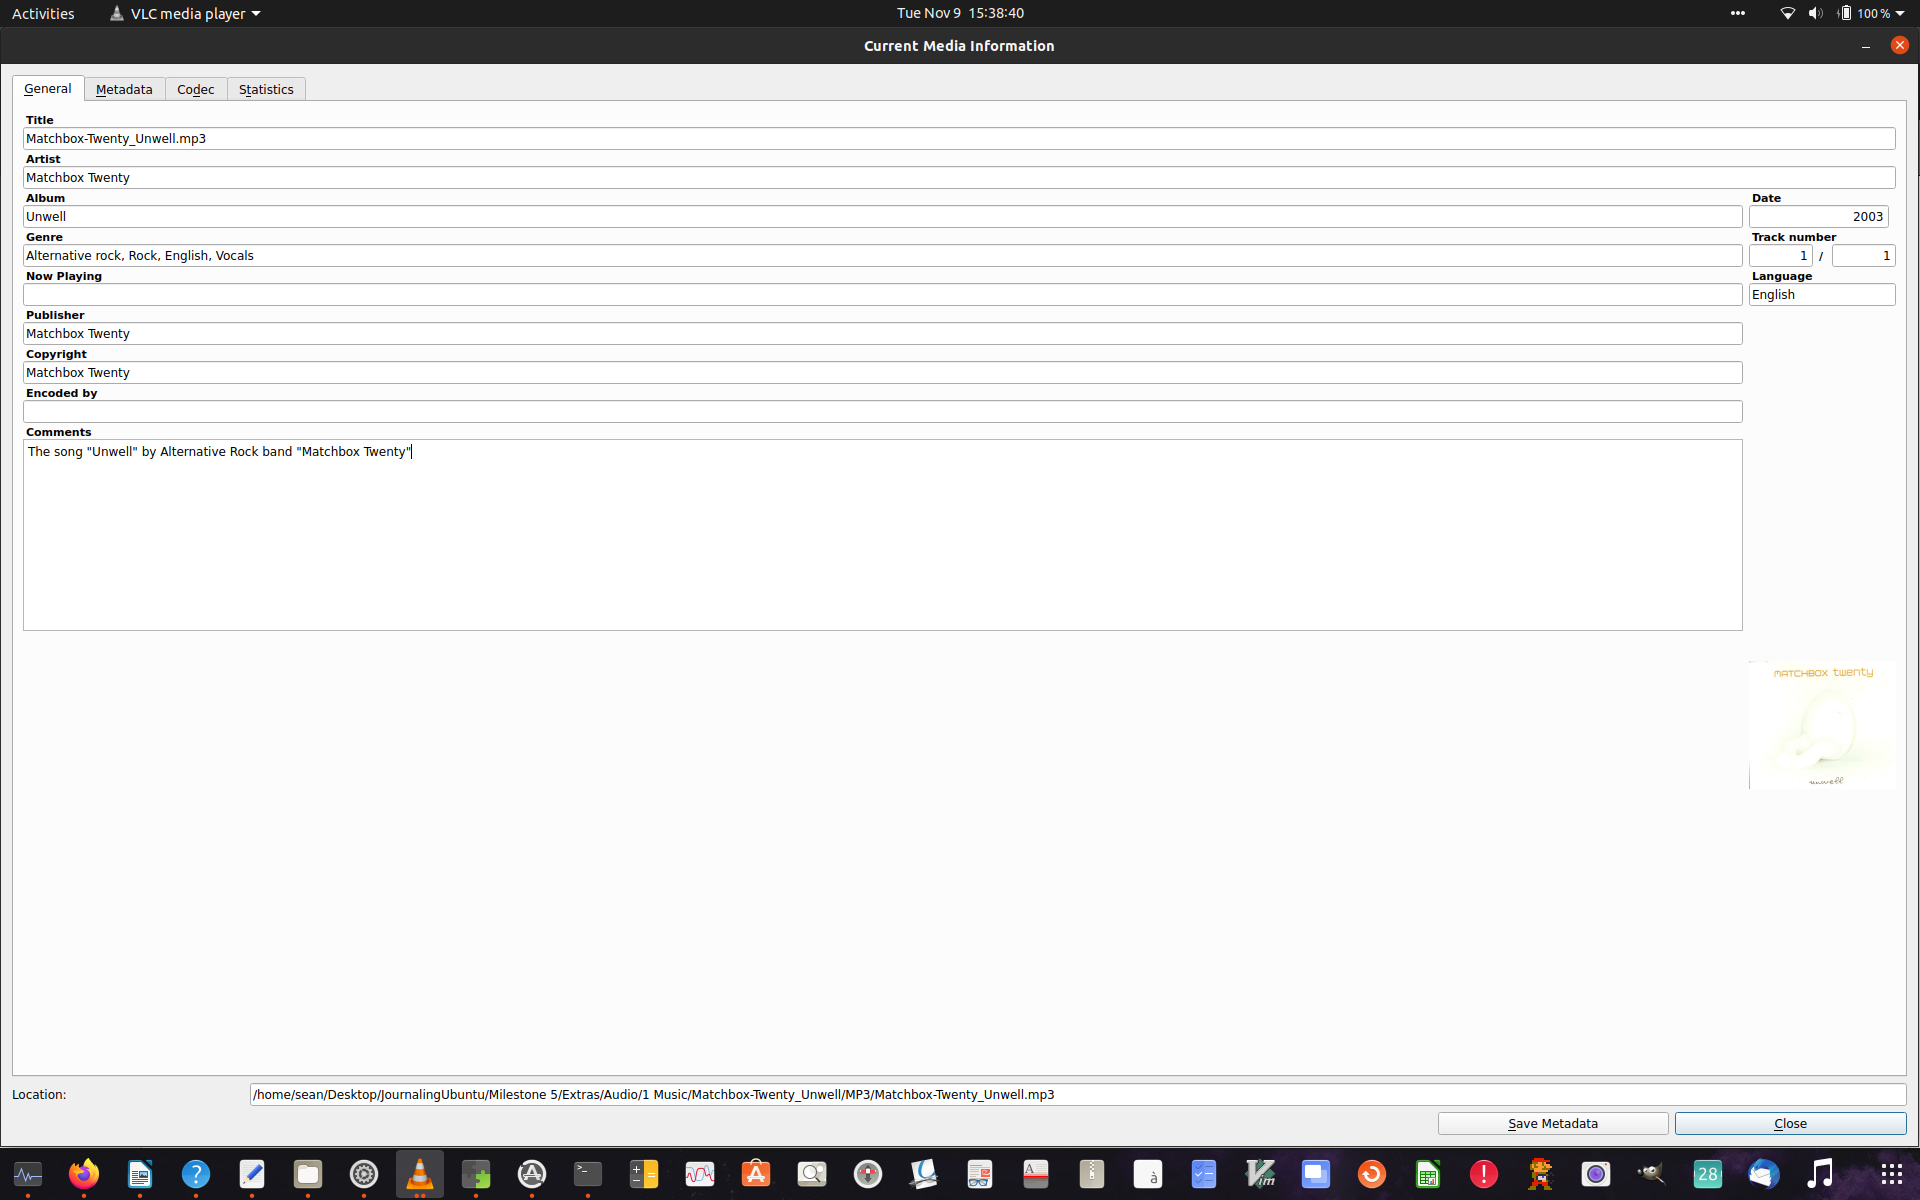 Activities
VLC media player
Tue Nov 9 15:38:40
100 %
Current Media Information
General
Metadata
Codec
Statistics
Title
Matchbox-Twenty_Unwell.mp3
Artist
Matchbox Twenty
Album
Date
Unwell
2003
Genre
Track number
Alternative rock, Rock, English, Vocals
1 / 1
Now Playing
Language
English
Publisher
Matchbox Twenty
Copyright
Matchbox Twenty
Encoded by
Comments
The song "Unwell" by Alternative Rock band "Matchbox Twenty"
MATCHBOX twenty
unwell
Location:
/home/sean/Desktop/JournalingUbuntu/Milestone 5/Extras/Audio/1 Music/Matchbox-Twenty_Unwell/MP3/Matchbox-Twenty_Unwell.mp3
Save Metadata
Close
28